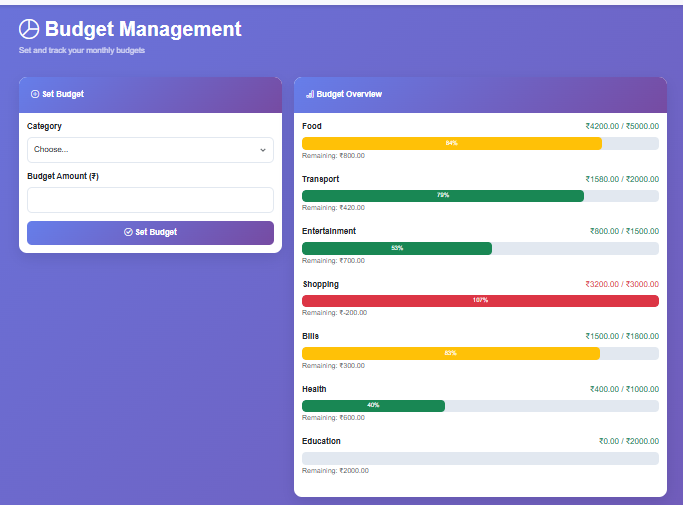 Budget Management
Set and track your monthly budgets
Set Budget
Category
Choose...
Budget Amount (₹)
Set Budget
Budget Overview
Food ₹4200.00 / ₹5000.00
84%
Remaining: ₹800.00
Transport ₹1580.00 / ₹2000.00
79%
Remaining: ₹420.00
Entertainment ₹800.00 / ₹1500.00
53%
Remaining: ₹700.00
Shopping ₹3200.00 / ₹3000.00
107%
Remaining: ₹-200.00
Bills ₹1500.00 / ₹1800.00
83%
Remaining: ₹300.00
Health ₹400.00 / ₹1000.00
40%
Remaining: ₹600.00
Education ₹0.00 / ₹2000.00
Remaining: ₹2000.00